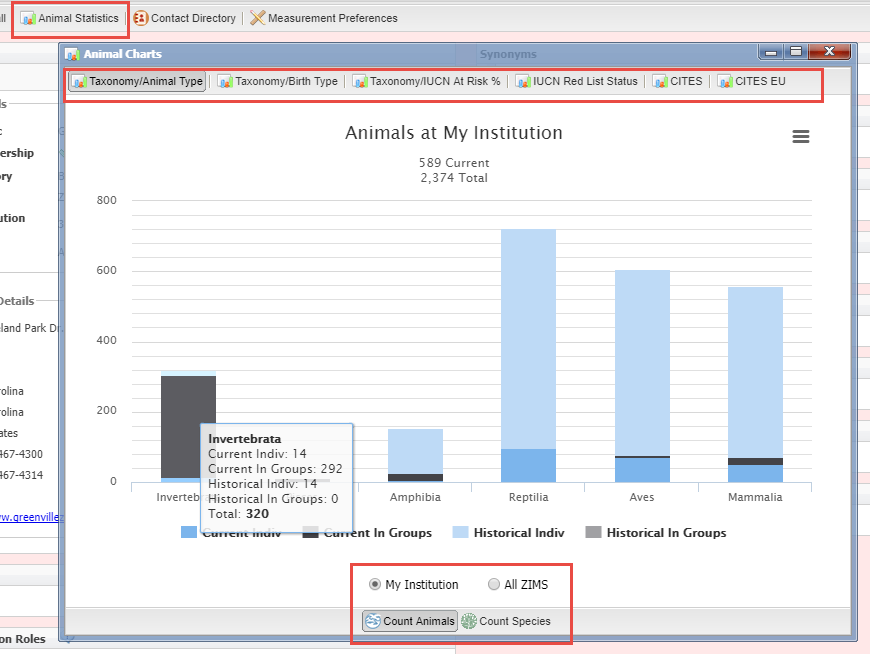 ll Animal Statistics Contact Directory Measurement Preferences
Animal Charts Synonyms
Taxonomy/Animal Type Taxonomy/Birth Type Taxonomy/IUCN At Risk % IUCN Red List Status CITES CITES EU
ls
c
ership
ry
ution
Details
eland Park Dr.
rolina
rolina
ates
467-4300
467-4314
w.greenvillez
on Roles
Animals at My Institution
589 Current
2,374 Total
800
600
400
200
0
Invertebr Amphibia Reptilia Aves Mammalia
Invertebrata
Current Indiv: 14
Current In Groups: 292
Historical Indiv: 14
Historical In Groups: 0
Total: 320
Current Indiv Current In Groups Historical Indiv Historical In Groups
My Institution All ZIMS
Count Animals Count Species